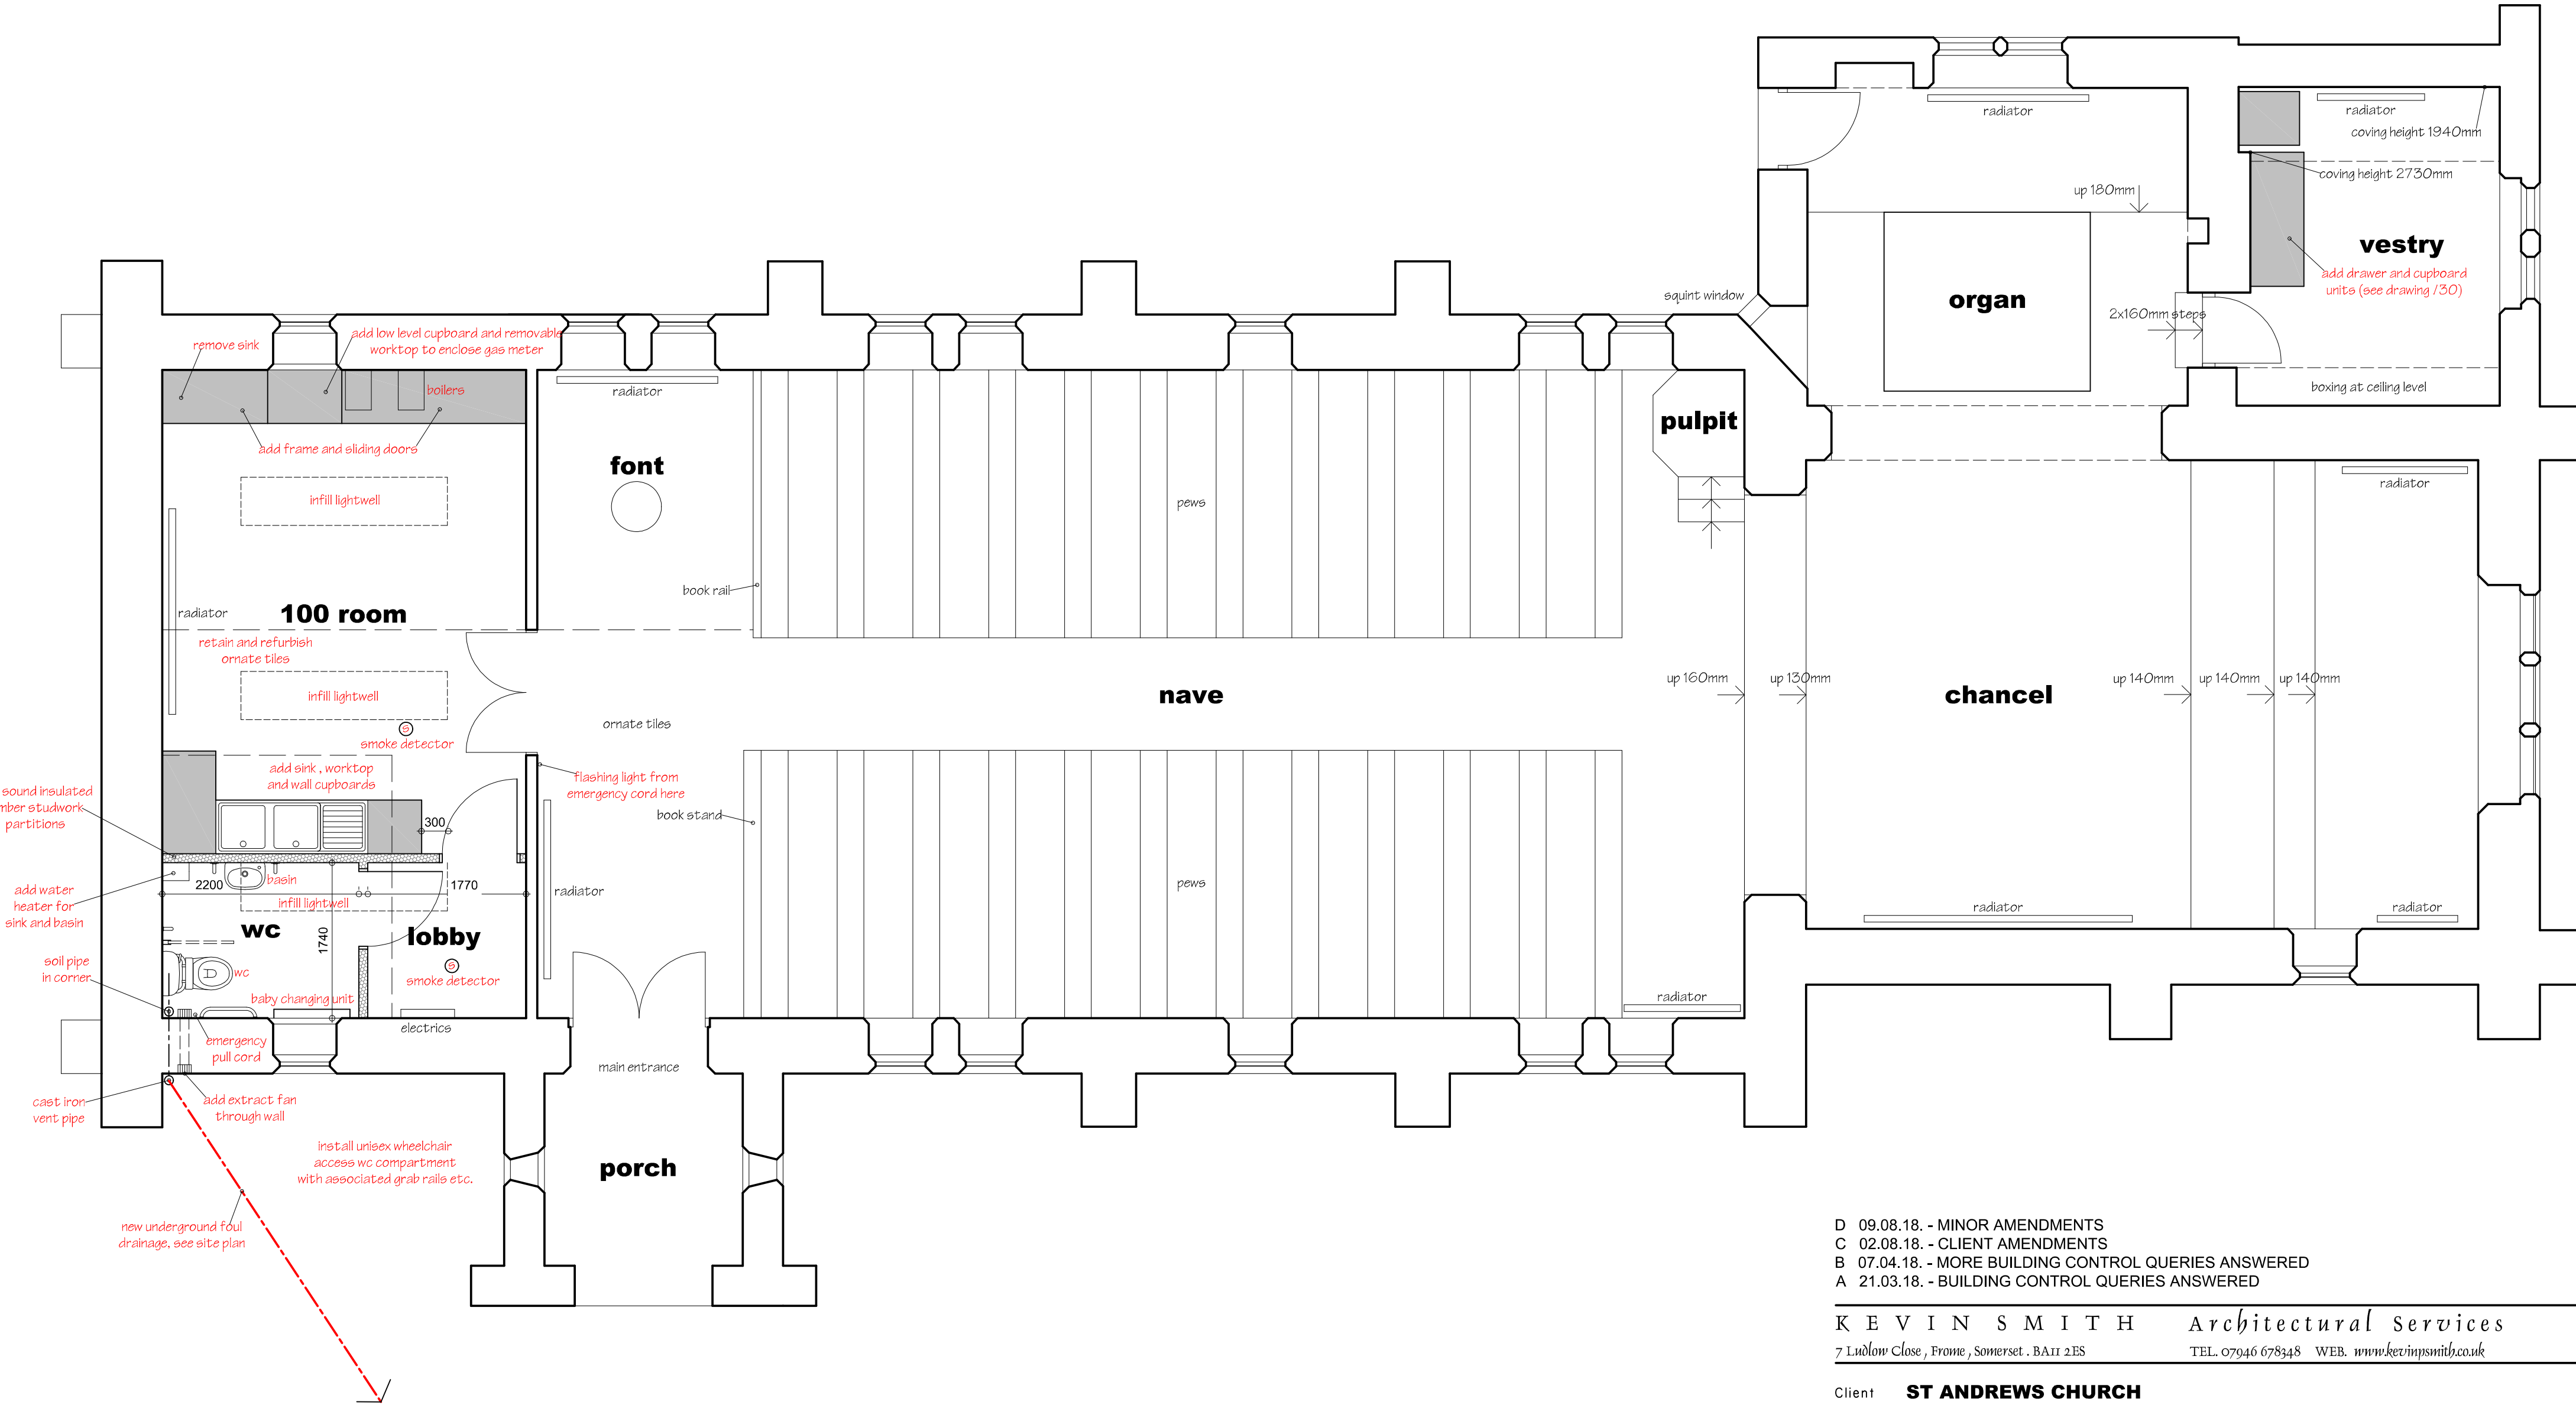 radiator
radiator
coving height 1940mm
coving height 2730mm
up 180mm
vestry
add drawer and cupboard
units (see drawing /30)
organ
squint window
2x160mm steps
boxing at ceiling level
remove sink
add low level cupboard and removable
worktop to enclose gas meter
boilers
add frame and sliding doors
infill lightwell
radiator
font
pews
pulpit
radiator
book rail
radiator
100 room
retain and refurbish
ornate tiles
infill lightwell
smoke detector
S
ornate tiles
nave
up 160mm
up 130mm
chancel
up 140mm
up 140mm
up 140mm
add sink , worktop
and wall cupboards
flashing light from
emergency cord here
book stand
300
sound insulated
mber studwork
partitions
add water
heater for
sink and basin
2200
basin
1770
infill lightwell
wc
1740
lobby
radiator
pews
radiator
radiator
soil pipe
in corner
wc
S
smoke detector
baby changing unit
electrics
radiator
emergency
pull cord
main entrance
cast iron
vent pipe
add extract fan
through wall
install unisex wheelchair
access wc compartment
with associated grab rails etc.
porch
new underground foul
drainage, see site plan
D 09.08.18. - MINOR AMENDMENTS
C 02.08.18. - CLIENT AMENDMENTS
B 07.04.18. - MORE BUILDING CONTROL QUERIES ANSWERED
A 21.03.18. - BUILDING CONTROL QUERIES ANSWERED
KEVIN SMITH Architectural Services
7 Ludlow Close , Frome , Somerset . BA11 2ES TEL. 07946 678348 WEB. www.kevinpsmith.co.uk
Client ST ANDREWS CHURCH